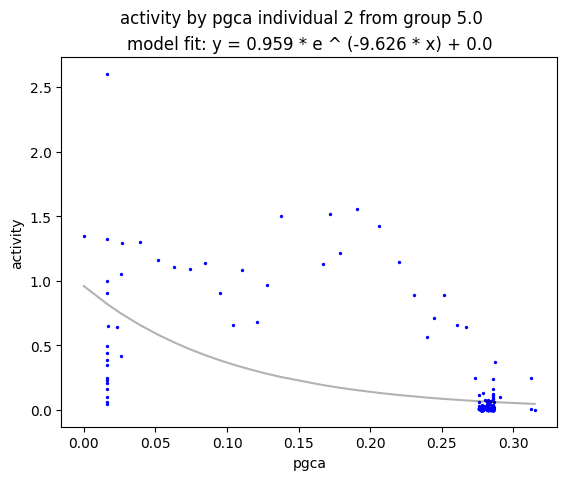 activity by pgca individual 2 from group 5.0
model fit: y = 0.959 * e ^ (-9.626 * x) + 0.0
2.5
2.0
1.5
1.0
0.5
0.0
activity
0.00 0.05 0.10 0.15 0.20 0.25 0.30
pgca